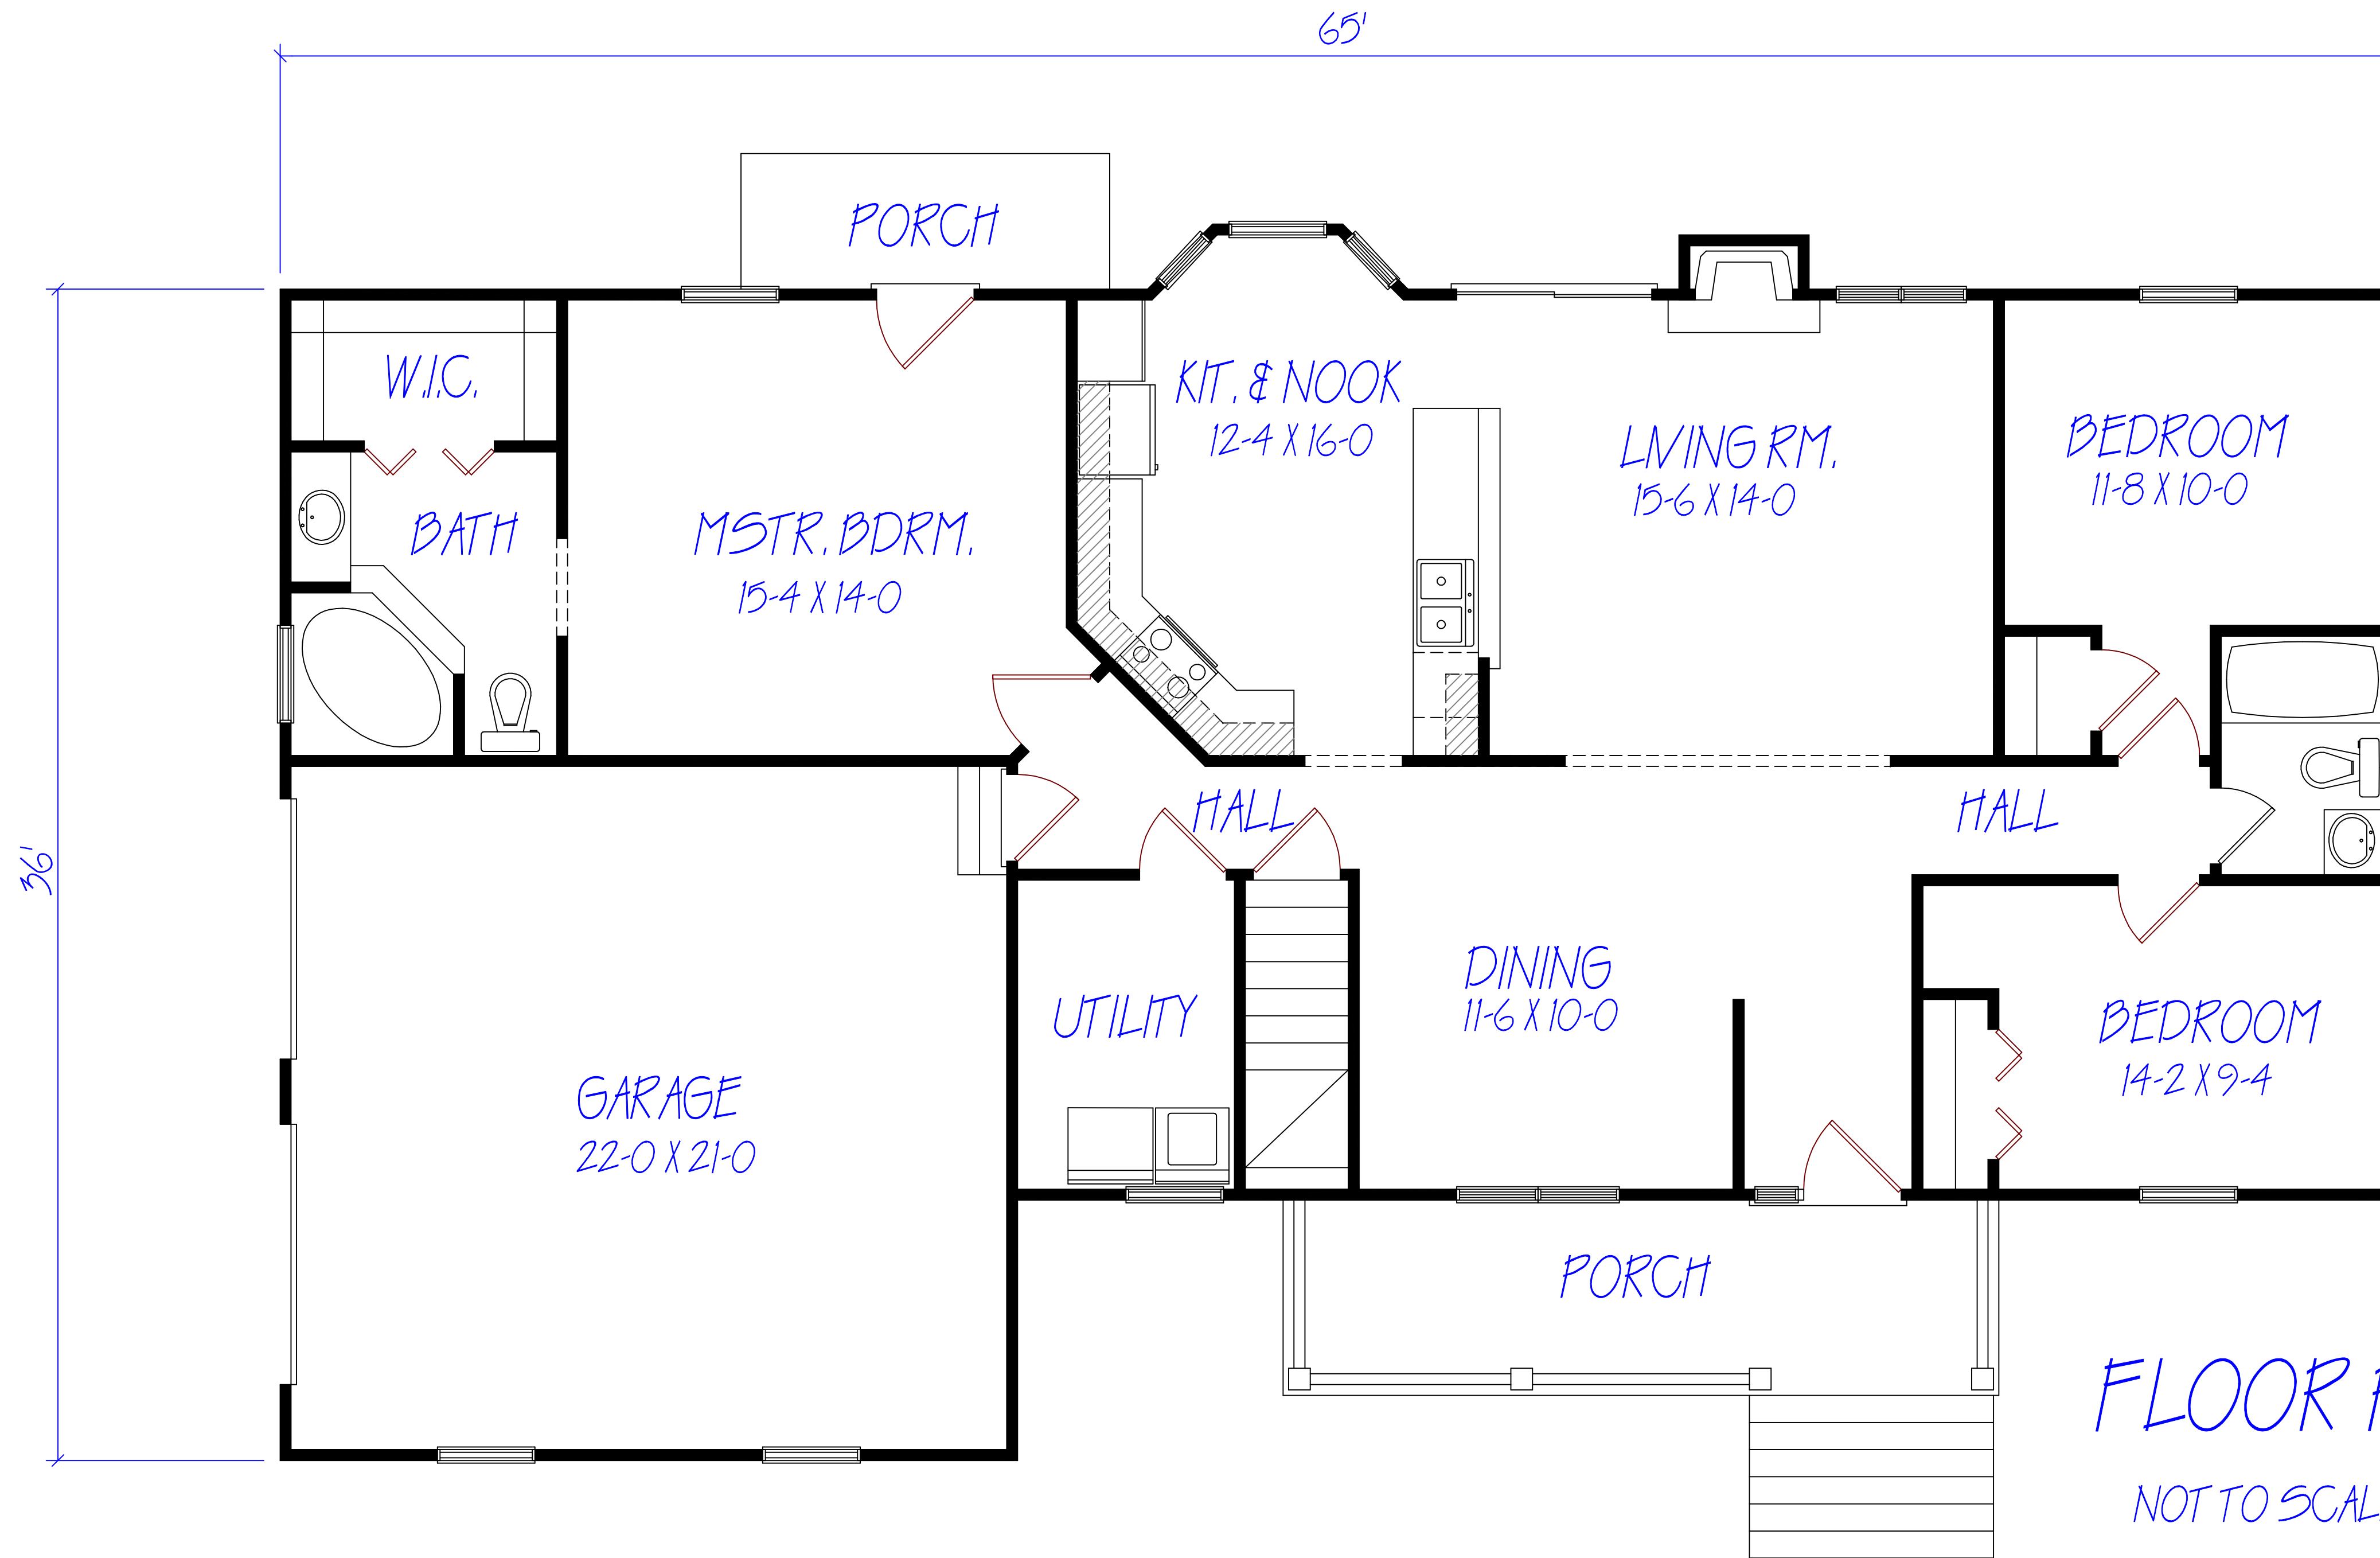 65'
PORCH
W.I.C.
KIT. & NOOK
12-4 X 16-0
LIVING RM.
15-6 X 14-0
BEDROOM
11-8 X 10-0
BATH
MSTR. BDRM.
15-4 X 14-0
HALL
HALL
36'
DINING
11-6 X 10-0
UTILITY
BEDROOM
14-2 X 9-4
GARAGE
22-0 X 21-0
PORCH
FLOOR
NOT TO SCAL